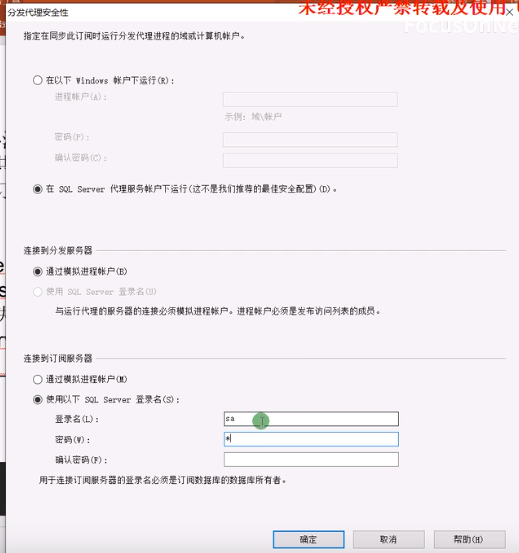 未经授权严禁转载及使用
分发代理安全性
FocusOnNe
指定在同步此订阅时运行分发代理进程的域或计算机帐户。
在以下 Windows 帐户下运行(R):
进程帐户(A):
示例: 域\帐户
密码(P):
确认密码(C):
在 SQL Server 代理服务帐户下运行(这不是我们推荐的最佳安全配置)(D)。
连接到分发服务器
通过模拟进程帐户(B)
使用 SQL Server 登录名(U)
与运行代理的服务器的连接必须模拟进程帐户。进程帐户必须是发布访问列表的成员。
连接到订阅服务器
通过模拟进程帐户(M)
使用以下 SQL Server 登录名(S):
登录名(L): sa
密码(W): *
确认密码(F):
用于连接订阅服务器的登录名必须是订阅数据库的数据库所有者。
确定 取消 帮助(H)